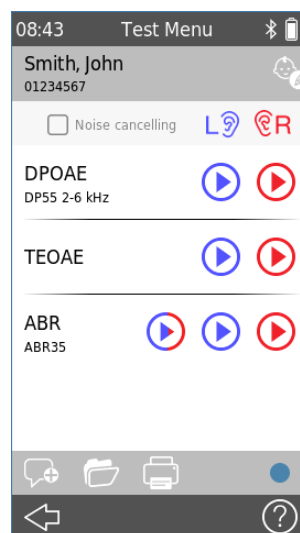 08:43 Test Menu
Smith, John
01234567
Noise cancelling L R
DPOAE
DP55 2-6 kHz
TEOAE
ABR
ABR35
?